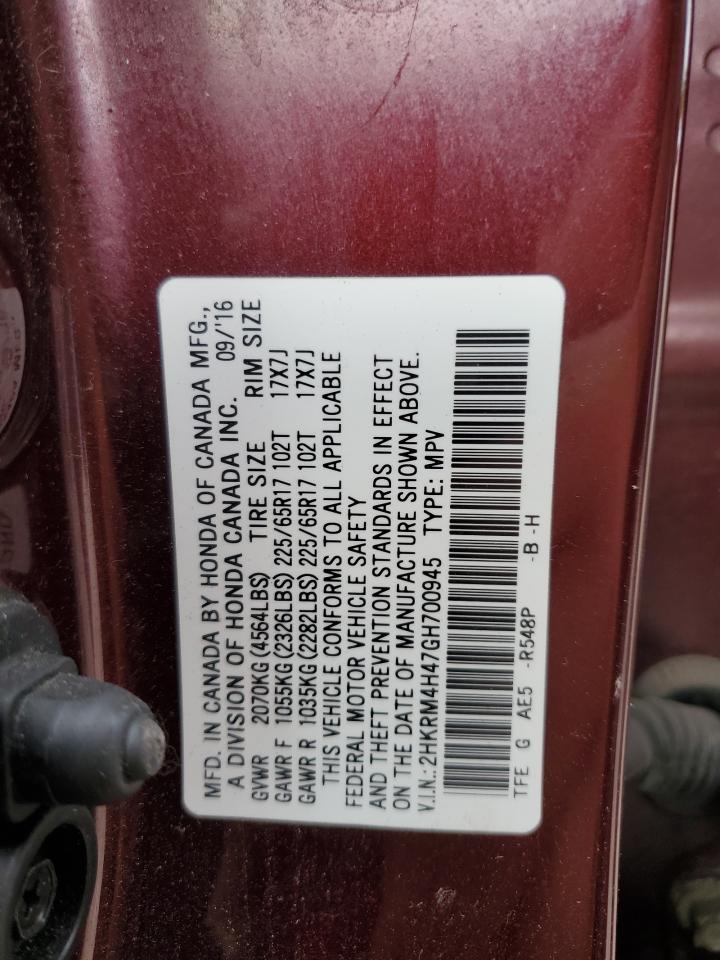 MFD. IN CANADA BY HONDA OF CANADA MFG.,
A DIVISION OF HONDA CANADA INC. 09/'16
GVWR 2070KG (4564LBS) TIRE SIZE RIM SIZE
GAWR F 1055KG (2326LBS) 225/65R17 102T 17X7J
GAWR R 1035KG (2282LBS) 225/65R17 102T 17X7J
THIS VEHICLE CONFORMS TO ALL APPLICABLE
FEDERAL MOTOR VEHICLE SAFETY
AND THEFT PREVENTION STANDARDS IN EFFECT
ON THE DATE OF MANUFACTURE SHOWN ABOVE.
V.I.N.: 2HKRM4H47GH700945 TYPE: MPV
TFE G AE5 -R548P -B -H